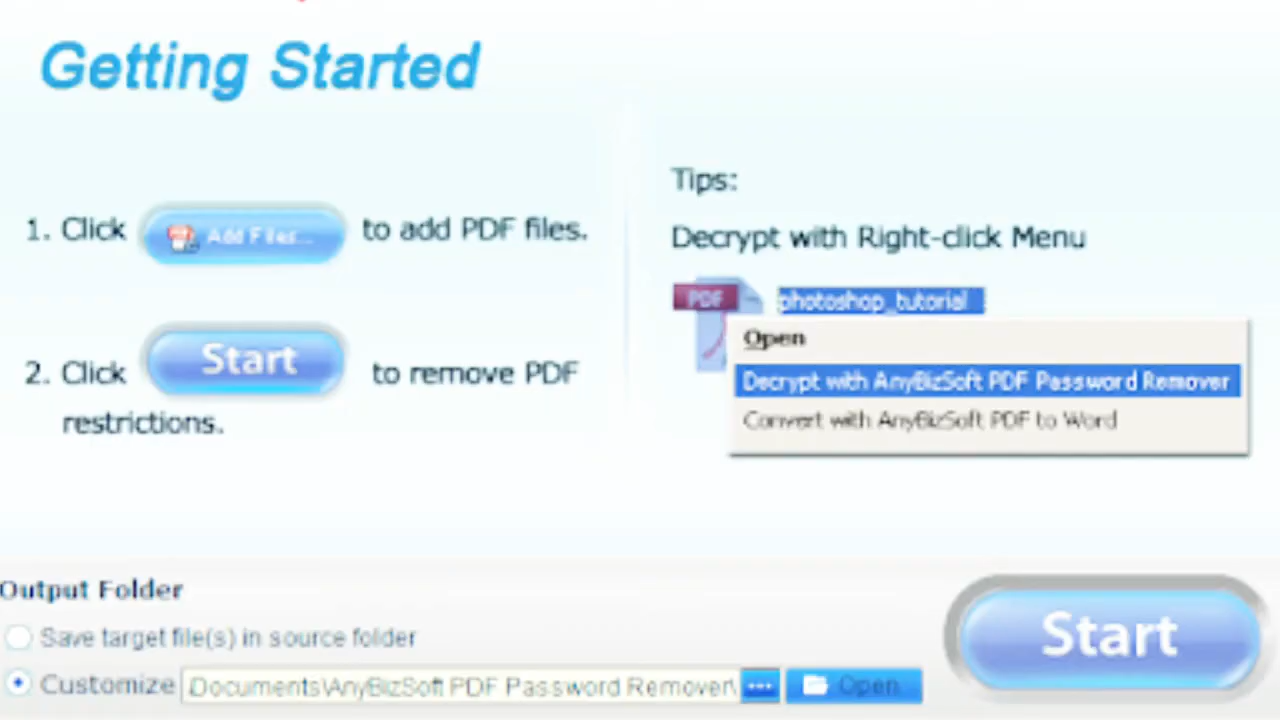 Getting Started
1. Click Add Files... to add PDF files.
2. Click Start to remove PDF
restrictions.
Tips:
Decrypt with Right-click Menu
PDF photoshop_tutorial
Open
Decrypt with AnyBizSoft PDF Password Remover
Convert with AnyBizSoft PDF to Word
Output Folder
Save target file(s) in source folder
Customize Documents\AnyBizSoft PDF Password Remover\ ... Open
Start